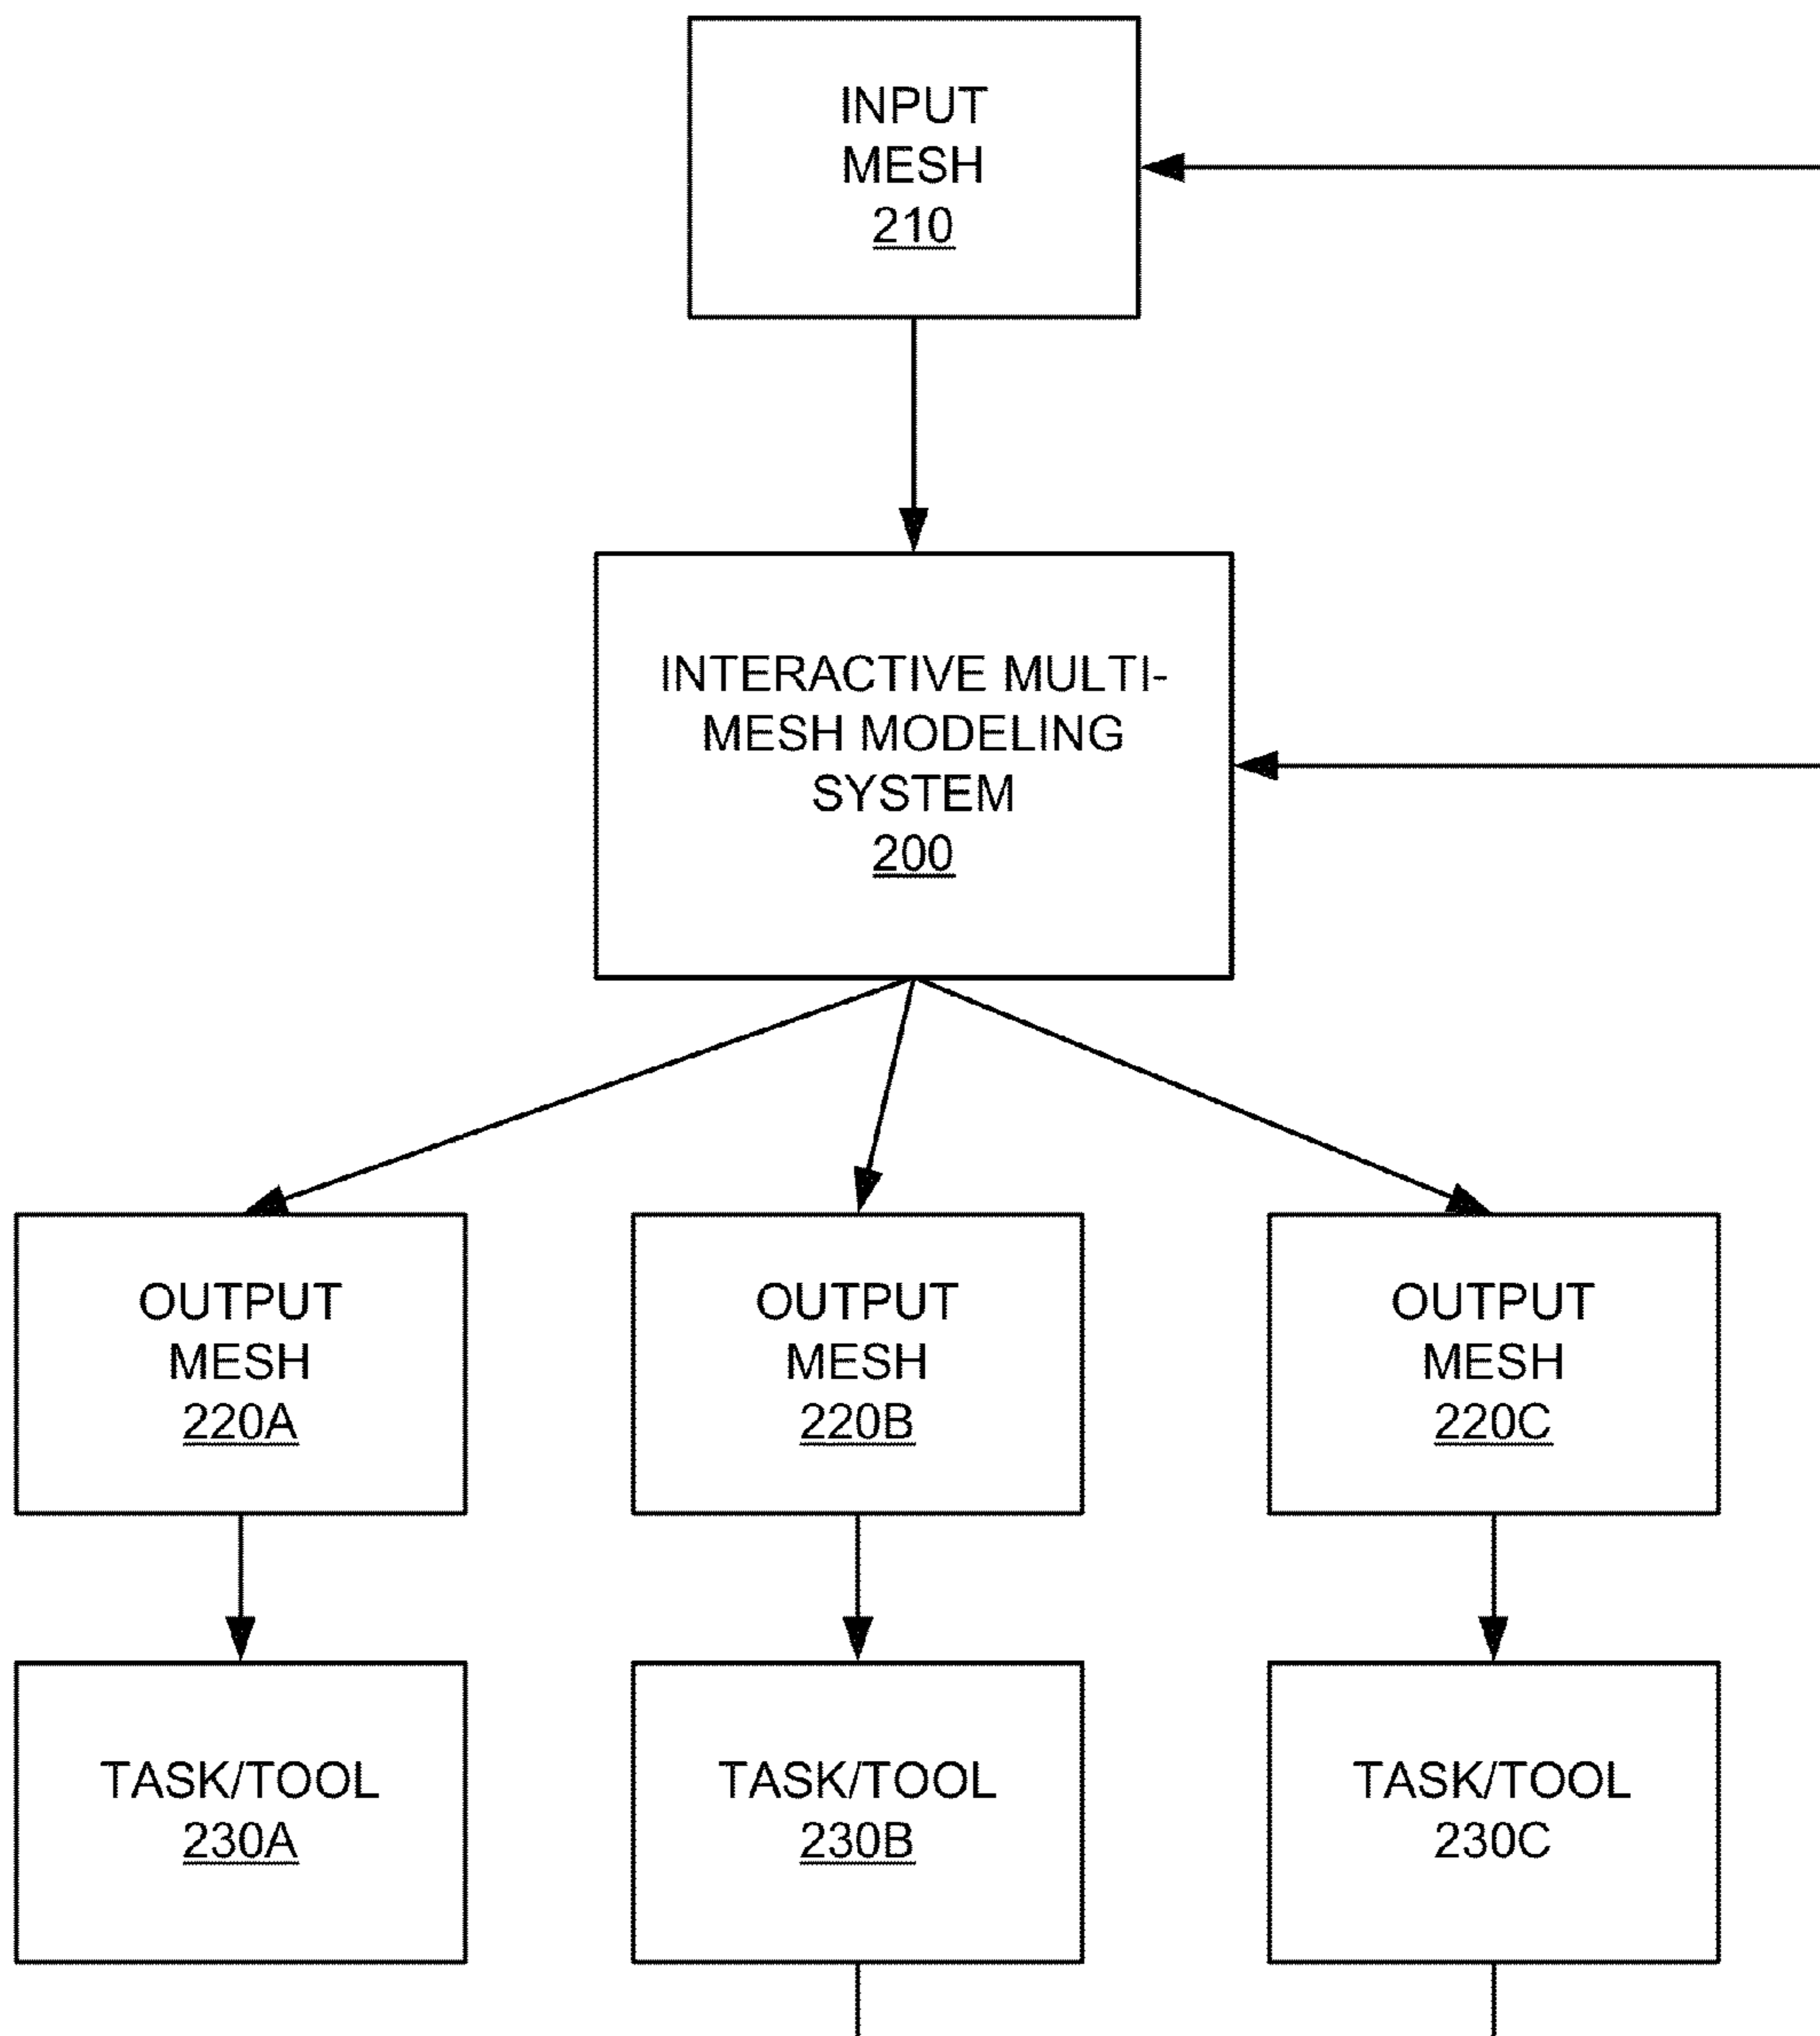 INPUT
MESH
210
INTERACTIVE MULTI-
MESH MODELING
SYSTEM
200
OUTPUT
MESH
220A
OUTPUT
MESH
220B
OUTPUT
MESH
220C
TASK/TOOL
230A
TASK/TOOL
230B
TASK/TOOL
230C